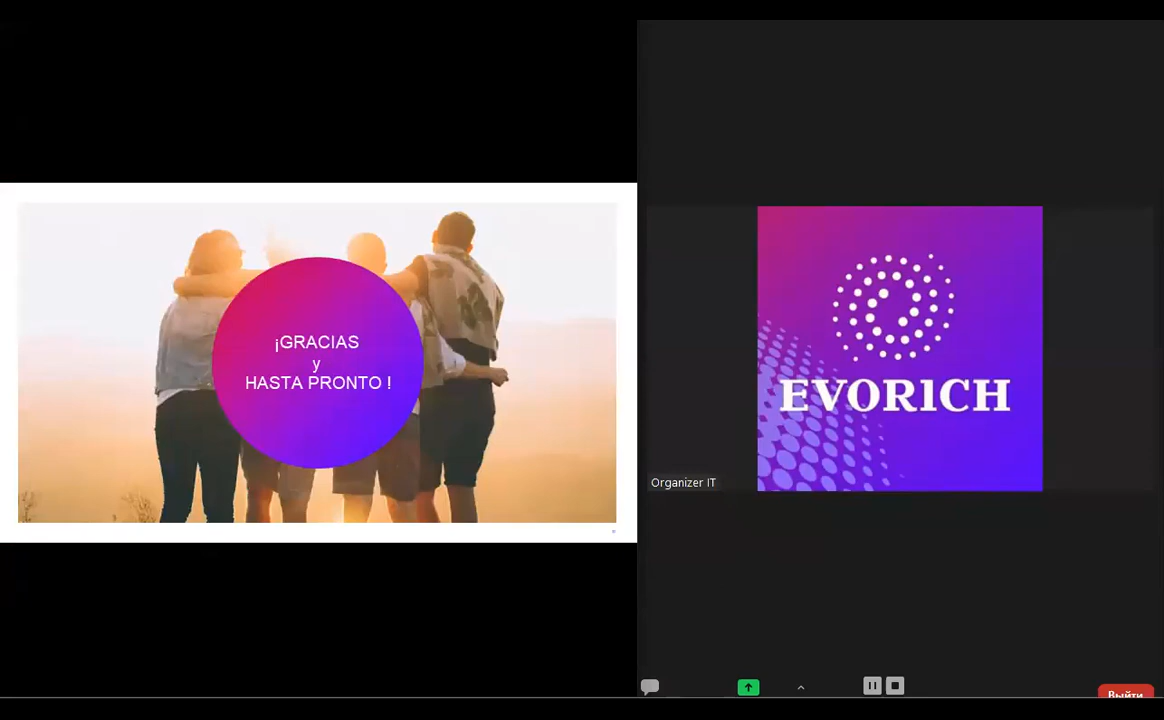 ¡GRACIAS
y
HASTA PRONTO !
EVORICH
Organizer IT
Выйти